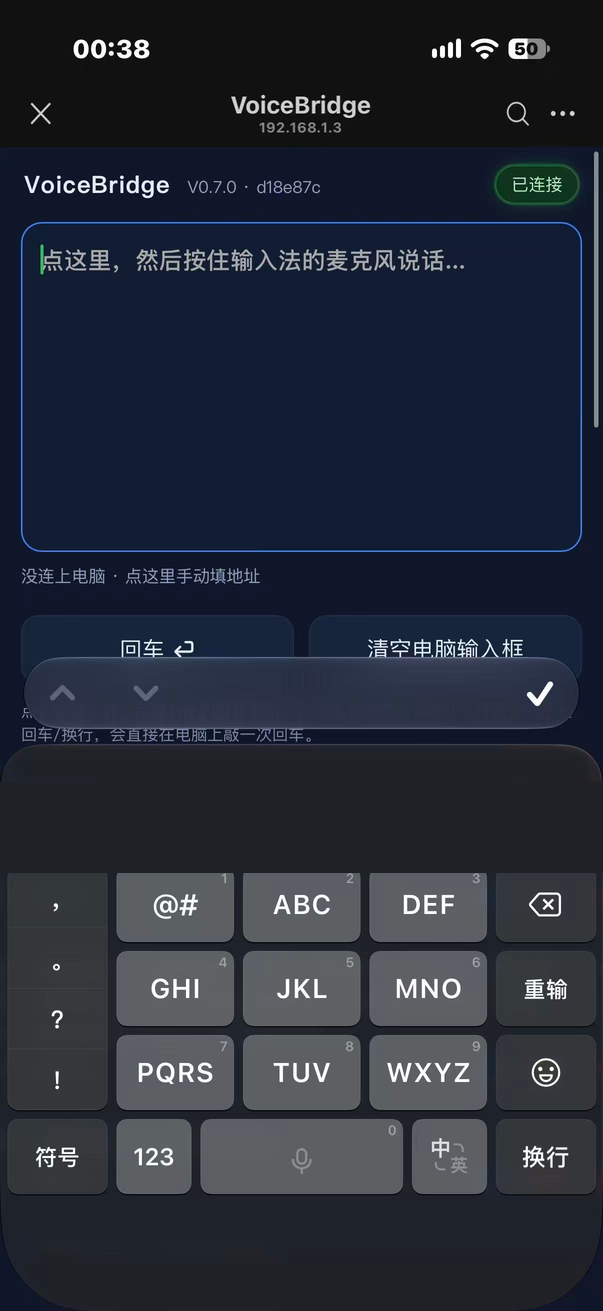 00:38
50
VoiceBridge
192.168.1.3
VoiceBridge V0.7.0 · d18e87c 已连接
点这里，然后按住输入法的麦克风说话...
没连上电脑 · 点这里手动填地址
回车 清空电脑输入框
回车/换行，会直接在电脑上敲一次回车。
， @# 1 ABC 2 DEF 3
。 GHI 4 JKL 5 MNO 6 重输
?
! PQRS 7 TUV 8 WXYZ 9
符号 123 0 中 英 换行